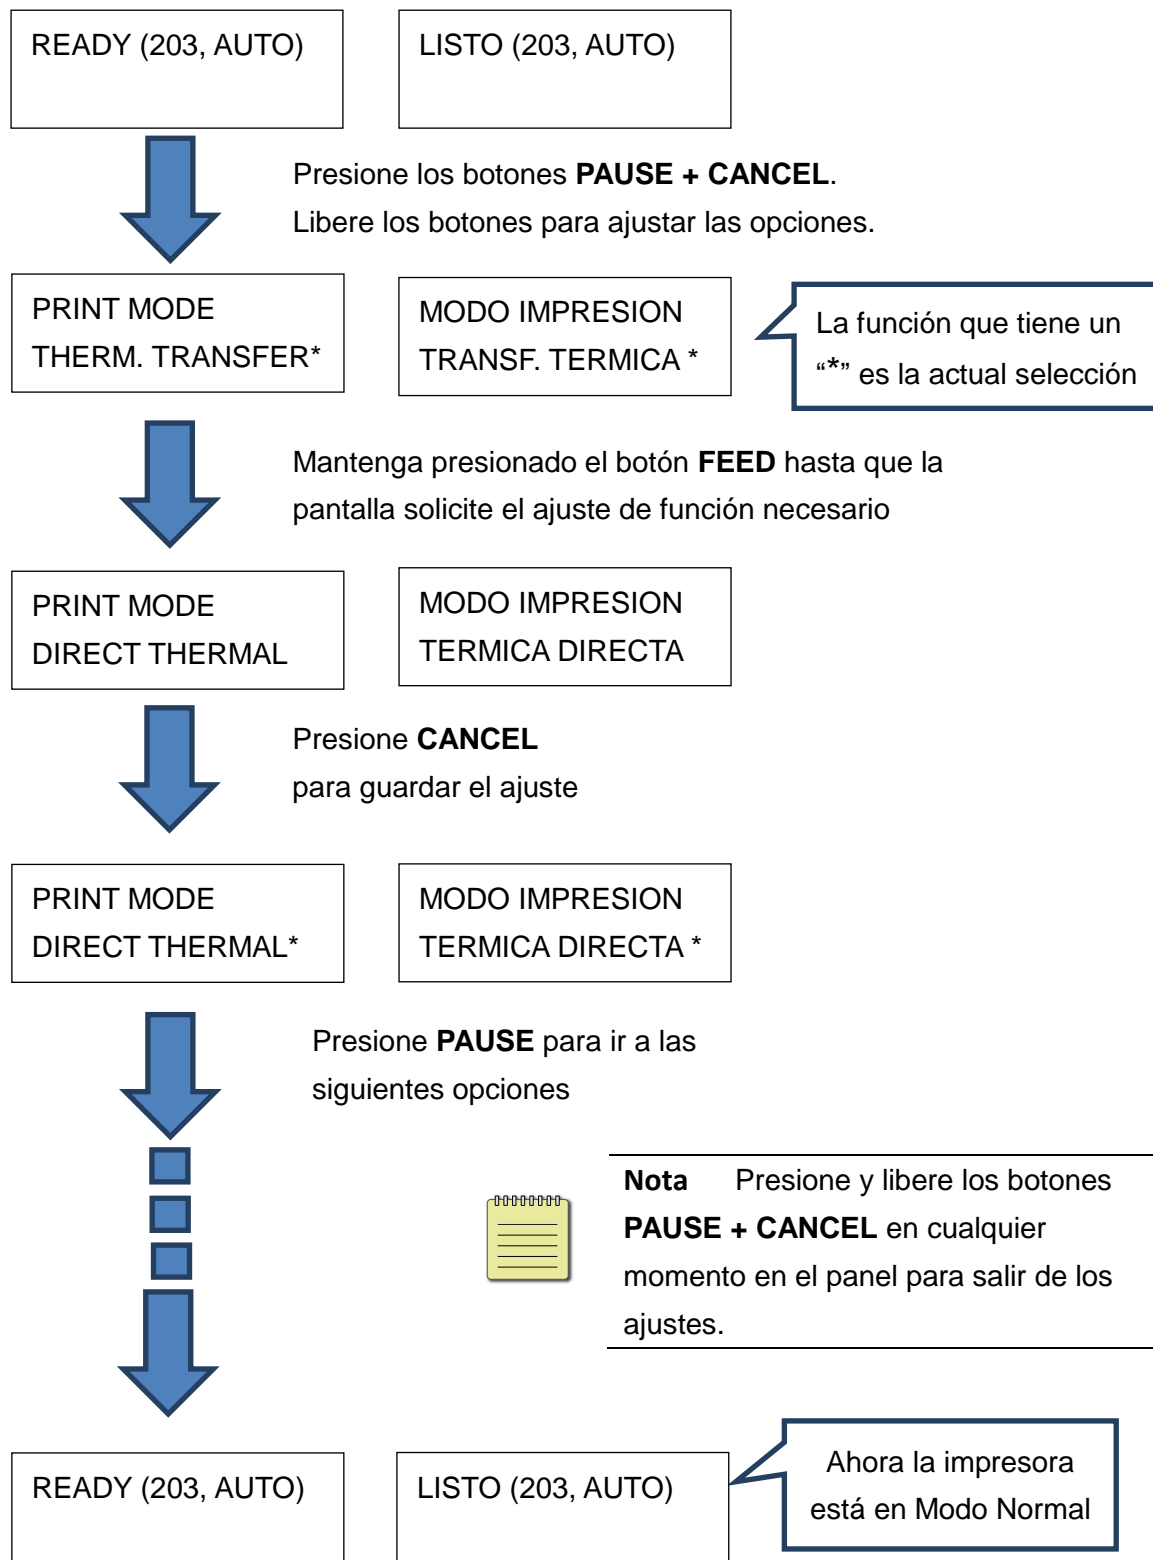 READY (203, AUTO)
LISTO (203, AUTO)
Presione los botones PAUSE + CANCEL.
Libere los botones para ajustar las opciones.
PRINT MODE
THERM. TRANSFER*
MODO IMPRESION
TRANSF. TERMICA *
La función que tiene un
“*” es la actual selección
Mantenga presionado el botón FEED hasta que la
pantalla solicite el ajuste de función necesario
PRINT MODE
DIRECT THERMAL
MODO IMPRESION
TERMICA DIRECTA
Presione CANCEL
para guardar el ajuste
PRINT MODE
DIRECT THERMAL*
MODO IMPRESION
TERMICA DIRECTA *
Presione PAUSE para ir a las
siguientes opciones
Nota Presione y libere los botones
PAUSE + CANCEL en cualquier
momento en el panel para salir de los
ajustes.
READY (203, AUTO)
LISTO (203, AUTO)
Ahora la impresora
está en Modo Normal